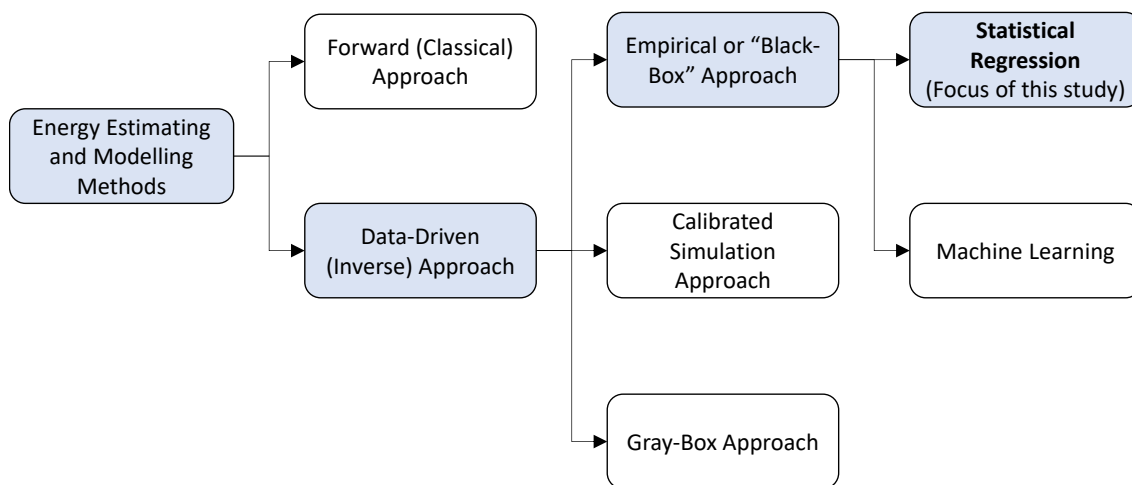 Energy Estimating
and Modelling
Methods
Forward (Classical)
Approach
Data-Driven
(Inverse) Approach
Empirical or “Black-
Box” Approach
Calibrated
Simulation
Approach
Gray-Box Approach
Statistical
Regression
(Focus of this study)
Machine Learning